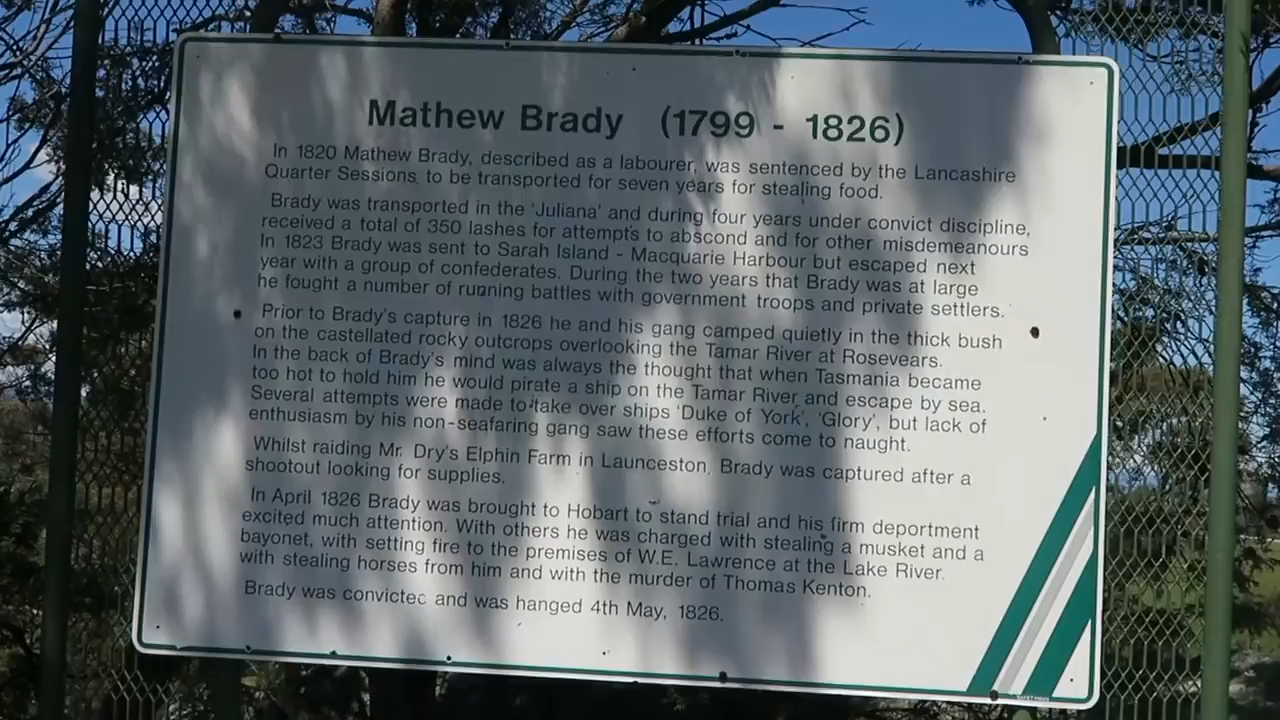 Mathew Brady (1799 - 1826)
In 1820 Mathew Brady, described as a labourer, was sentenced by the Lancashire
Quarter Sessions to be transported for seven years for stealing food.
Brady was transported in the 'Juliana' and during four years under convict discipline,
received a total of 350 lashes for attempts to abscond and for other misdemeanours
In 1823 Brady was sent to Sarah Island - Macquarie Harbour but escaped next
year with a group of confederates. During the two years that Brady was at large
he fought a number of running battles with government troops and private settlers.
Prior to Brady's capture in 1826 he and his gang camped quietly in the thick bush
on the castellated rocky outcrops overlooking the Tamar River at Rosevears.
In the back of Brady's mind was always the thought that when Tasmania became
too hot to hold him he would pirate a ship on the Tamar River and escape by sea.
Several attempts were made to take over ships 'Duke of York', 'Glory', but lack of
enthusiasm by his non-seafaring gang saw these efforts come to naught.
Whilst raiding Mr. Dry's Elphin Farm in Launceston, Brady was captured after a
shootout looking for supplies.
In April 1826 Brady was brought to Hobart to stand trial and his firm deportment
excited much attention. With others he was charged with stealing a musket and a
bayonet, with setting fire to the premises of W.E. Lawrence at the Lake River.
with stealing horses from him and with the murder of Thomas Kenton.
Brady was convicted and was hanged 4th May, 1826.